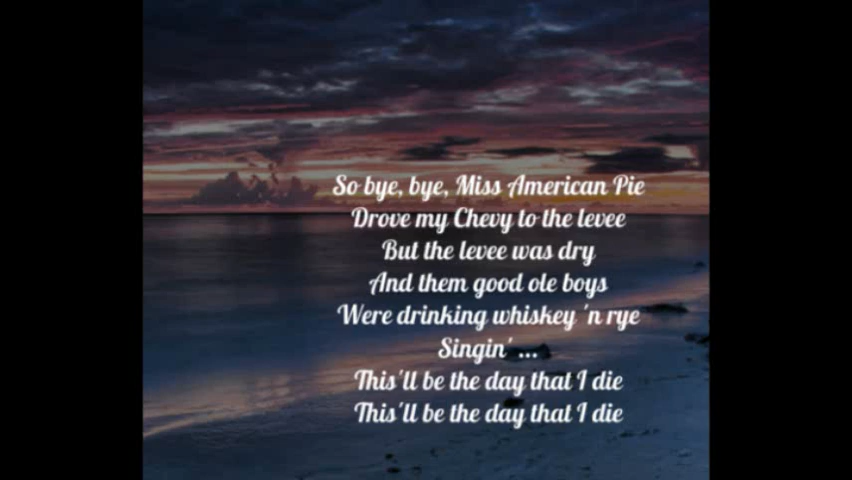 So bye, bye, Miss American Pie
Drove my Chevy to the levee
But the levee was dry
And them good ole boys
Were drinking whiskey 'n rye
Singin' ...
This'll be the day that I die
This'll be the day that I die